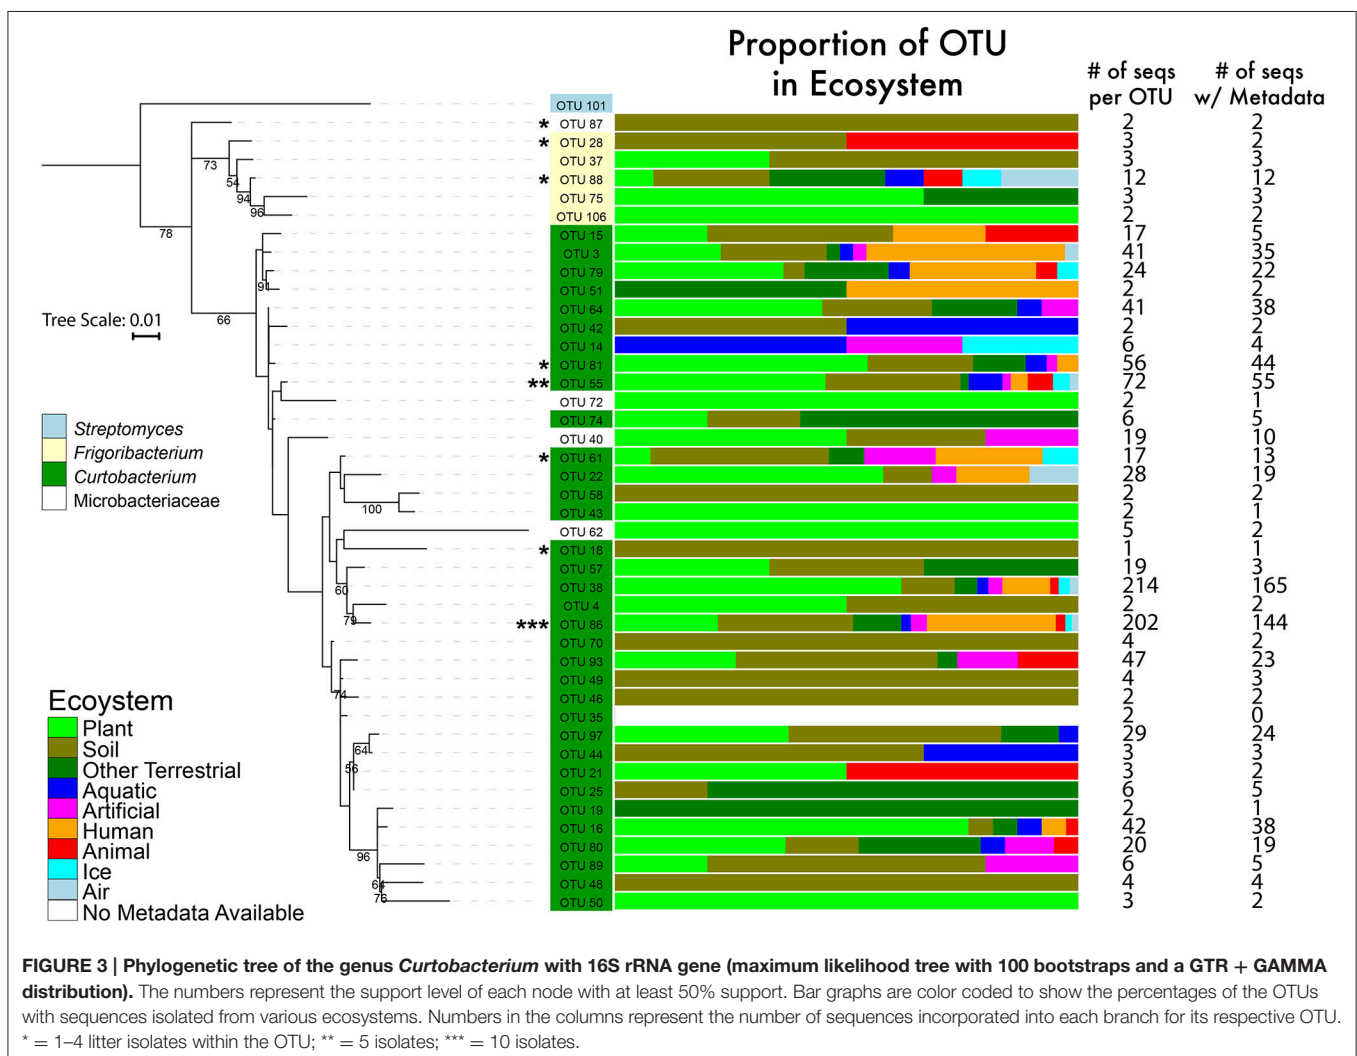 Proportion of OTU
in Ecosystem
# of seqs
per OTU
# of seqs
w/ Metadata
OTU 101
* OTU 87 2 2
* OTU 28 3 2
OTU 37 3 3
* OTU 88 12 12
OTU 75 3 3
OTU 106 2 2
OTU 15 17 5
OTU 3 41 35
OTU 79 24 22
OTU 51 2 2
OTU 64 41 38
OTU 42 2 2
OTU 14 6 4
* OTU 81 56 44
** OTU 55 72 55
OTU 72 2 1
OTU 74 6 5
OTU 40 19 10
* OTU 61 17 13
OTU 22 28 19
OTU 58 2 2
OTU 43 2 1
OTU 62 5 2
* OTU 18 1 1
OTU 57 19 3
OTU 38 214 165
OTU 4 2 2
*** OTU 86 202 144
OTU 70 4 2
OTU 93 47 23
OTU 49 4 3
OTU 46 2 2
OTU 35 2 0
OTU 97 29 24
OTU 44 3 3
OTU 21 3 2
OTU 25 6 5
OTU 19 2 1
OTU 16 42 38
OTU 80 20 19
OTU 89 6 5
OTU 48 4 4
OTU 50 3 2
73
54
94
96
78
91
66
100
60
79
74
64
56
96
64
76
Tree Scale: 0.01
Streptomyces
Frigoribacterium
Curtobacterium
Microbacteriaceae
Ecoystem
Plant
Soil
Other Terrestrial
Aquatic
Artificial
Human
Animal
Ice
Air
No Metadata Available
FIGURE 3 | Phylogenetic tree of the genus Curtobacterium with 16S rRNA gene (maximum likelihood tree with 100 bootstraps and a GTR + GAMMA
distribution). The numbers represent the support level of each node with at least 50% support. Bar graphs are color coded to show the percentages of the OTUs
with sequences isolated from various ecosystems. Numbers in the columns represent the number of sequences incorporated into each branch for its respective OTU.
* = 1–4 litter isolates within the OTU; ** = 5 isolates; *** = 10 isolates.